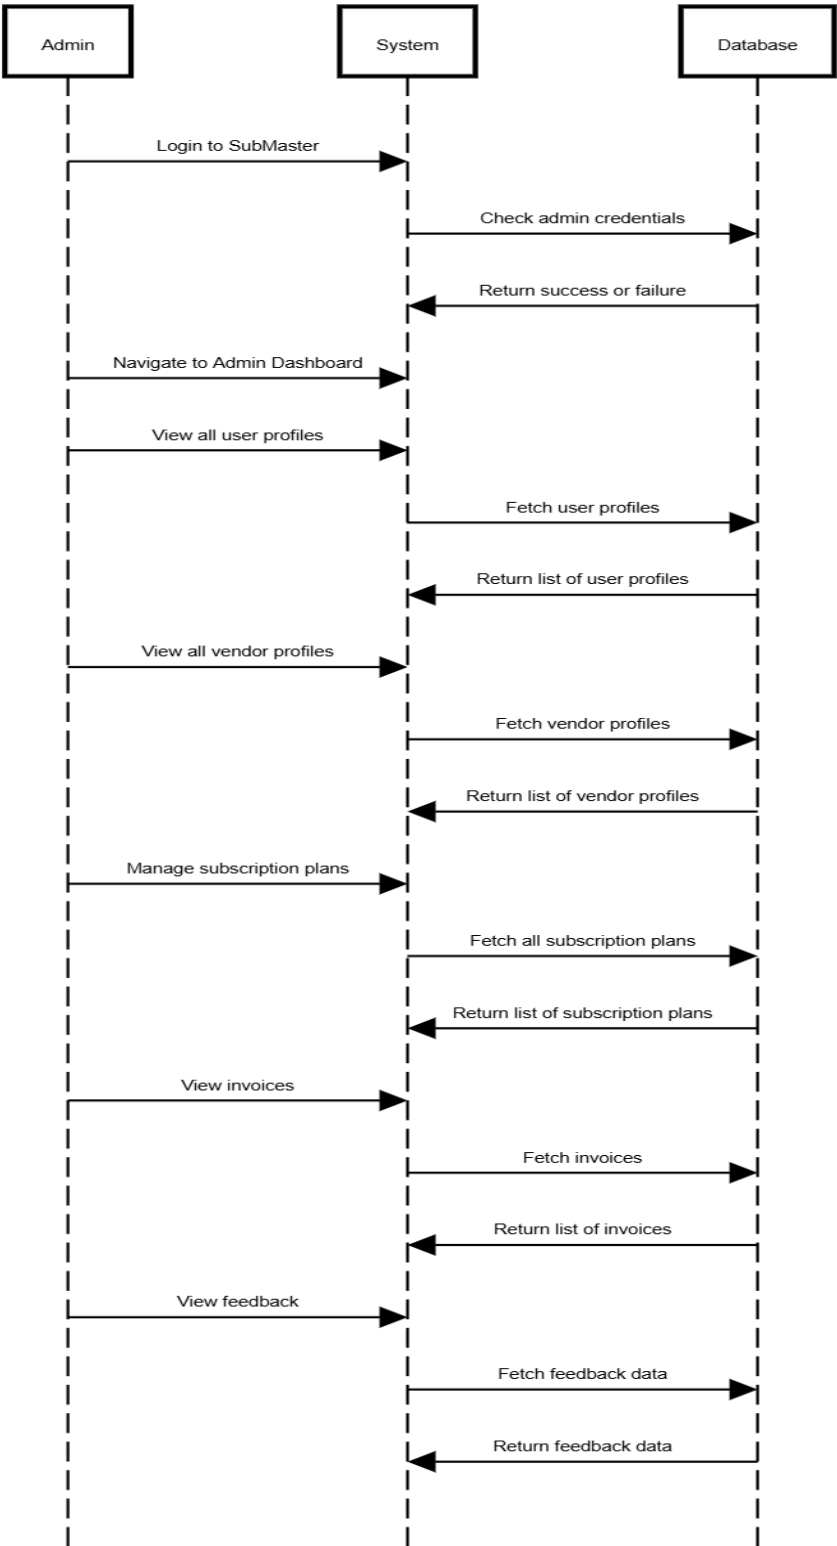 Admin
System
Database
Login to SubMaster
Check admin credentials
Return success or failure
Navigate to Admin Dashboard
View all user profiles
Fetch user profiles
Return list of user profiles
View all vendor profiles
Fetch vendor profiles
Return list of vendor profiles
Manage subscription plans
Fetch all subscription plans
Return list of subscription plans
View invoices
Fetch invoices
Return list of invoices
View feedback
Fetch feedback data
Return feedback data